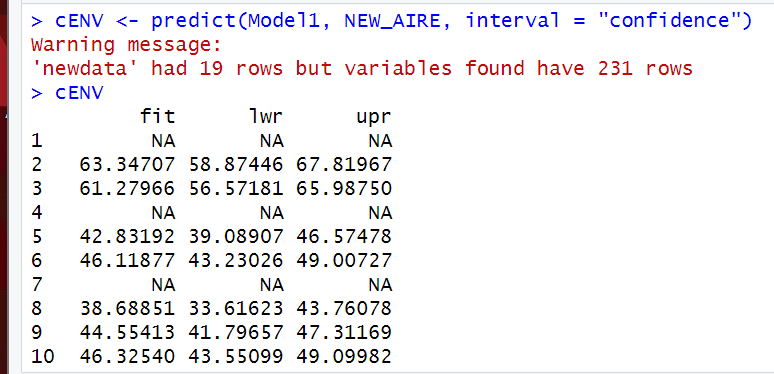 > cENV <- predict(Model1, NEW_AIRE, interval = "confidence")
Warning message:
'newdata' had 19 rows but variables found have 231 rows
> cENV
         fit      lwr      upr
1         NA       NA       NA
2   63.34707 58.87446 67.81967
3   61.27966 56.57181 65.98750
4         NA       NA       NA
5   42.83192 39.08907 46.57478
6   46.11877 43.23026 49.00727
7         NA       NA       NA
8   38.68851 33.61623 43.76078
9   44.55413 41.79657 47.31169
10  46.32540 43.55099 49.09982